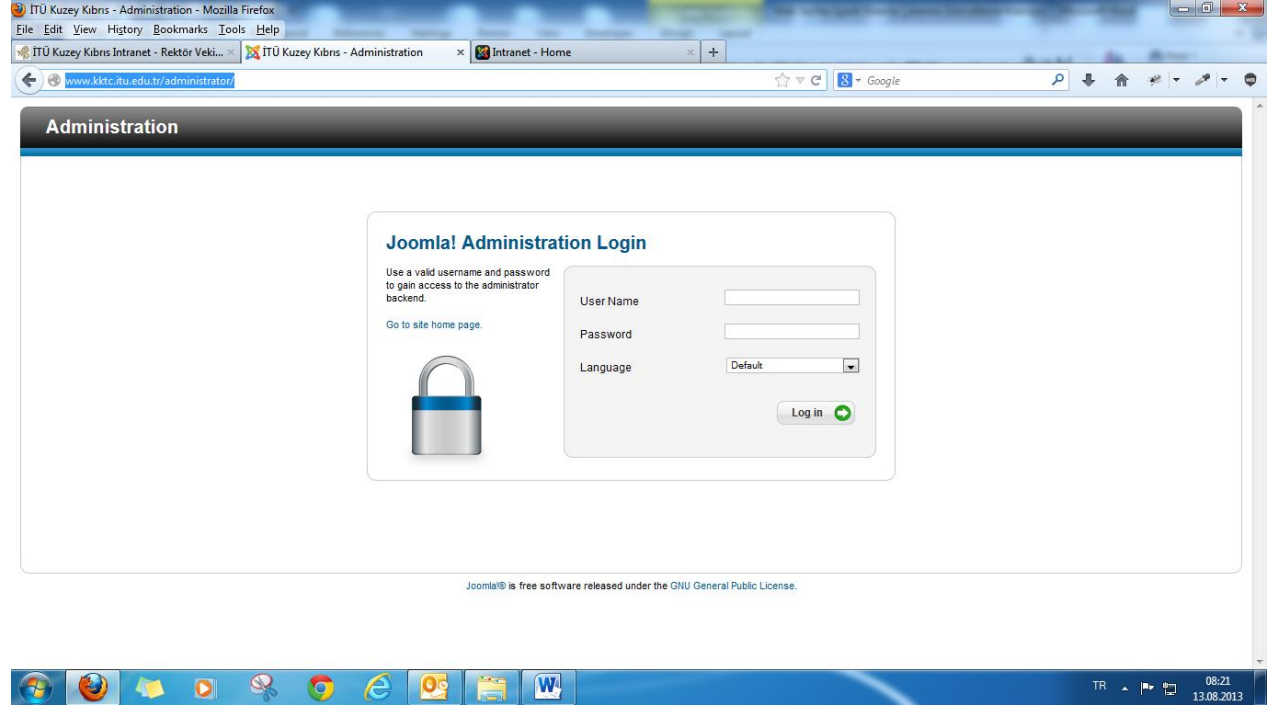 İTÜ Kuzey Kıbrıs - Administration - Mozilla Firefox
File Edit View History Bookmarks Tools Help
İTÜ Kuzey Kıbrıs Intranet - Rektör Veki...
İTÜ Kuzey Kıbrıs - Administration
Intranet - Home
www.kktc.itu.edu.tr/administrator/
Google
Administration
Joomla! Administration Login
Use a valid username and password
to gain access to the administrator
backend.
Go to site home page.
User Name
Password
Language
Default
Log in
Joomla!® is free software released under the GNU General Public License.
TR
08:21
13.08.2013